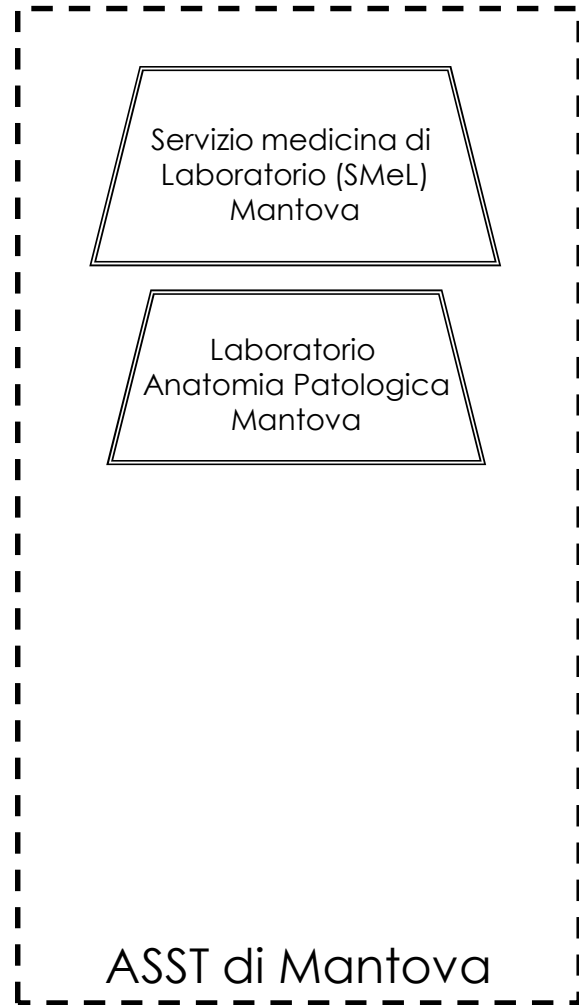 Servizio medicina di
Laboratorio (SMeL)
Mantova
Laboratorio
Anatomia Patologica
Mantova
ASST di Mantova